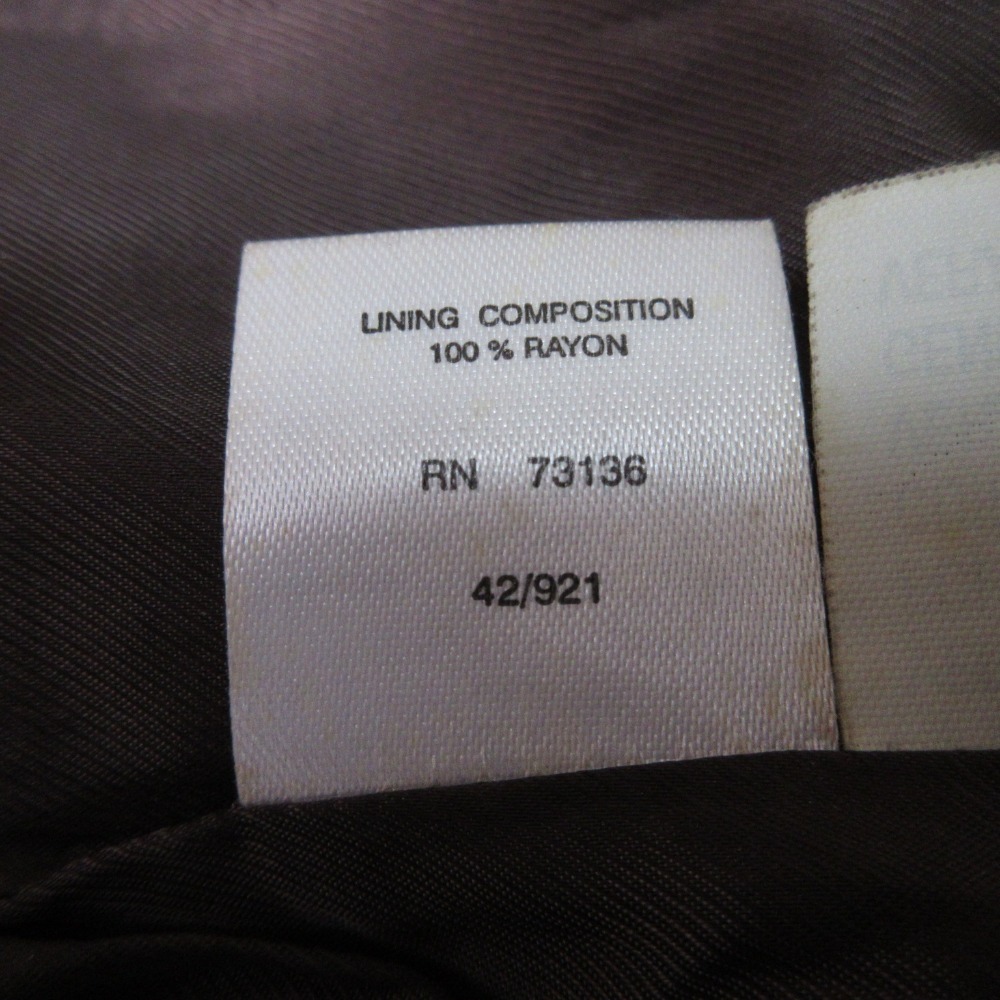 LINING COMPOSITION
100 % RAYON
RN 73136
42/921